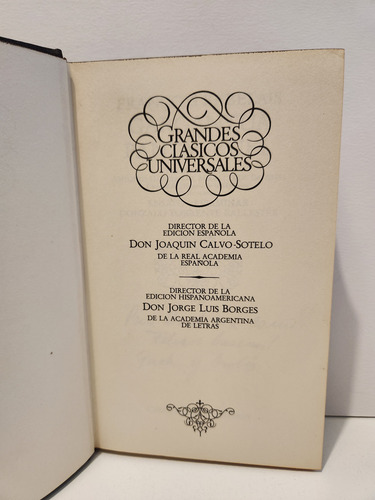 GRANDES
CLASICOS
UNIVERSALES
DIRECTOR DE LA
EDICION ESPAÑOLA
DON JOAQUIN CALVO-SOTELO
DE LA REAL ACADEMIA
ESPAÑOLA
DIRECTOR DE LA
EDICION HISPANOAMERICANA
DON JORGE LUIS BORGES
DE LA ACADEMIA ARGENTINA
DE LETRAS